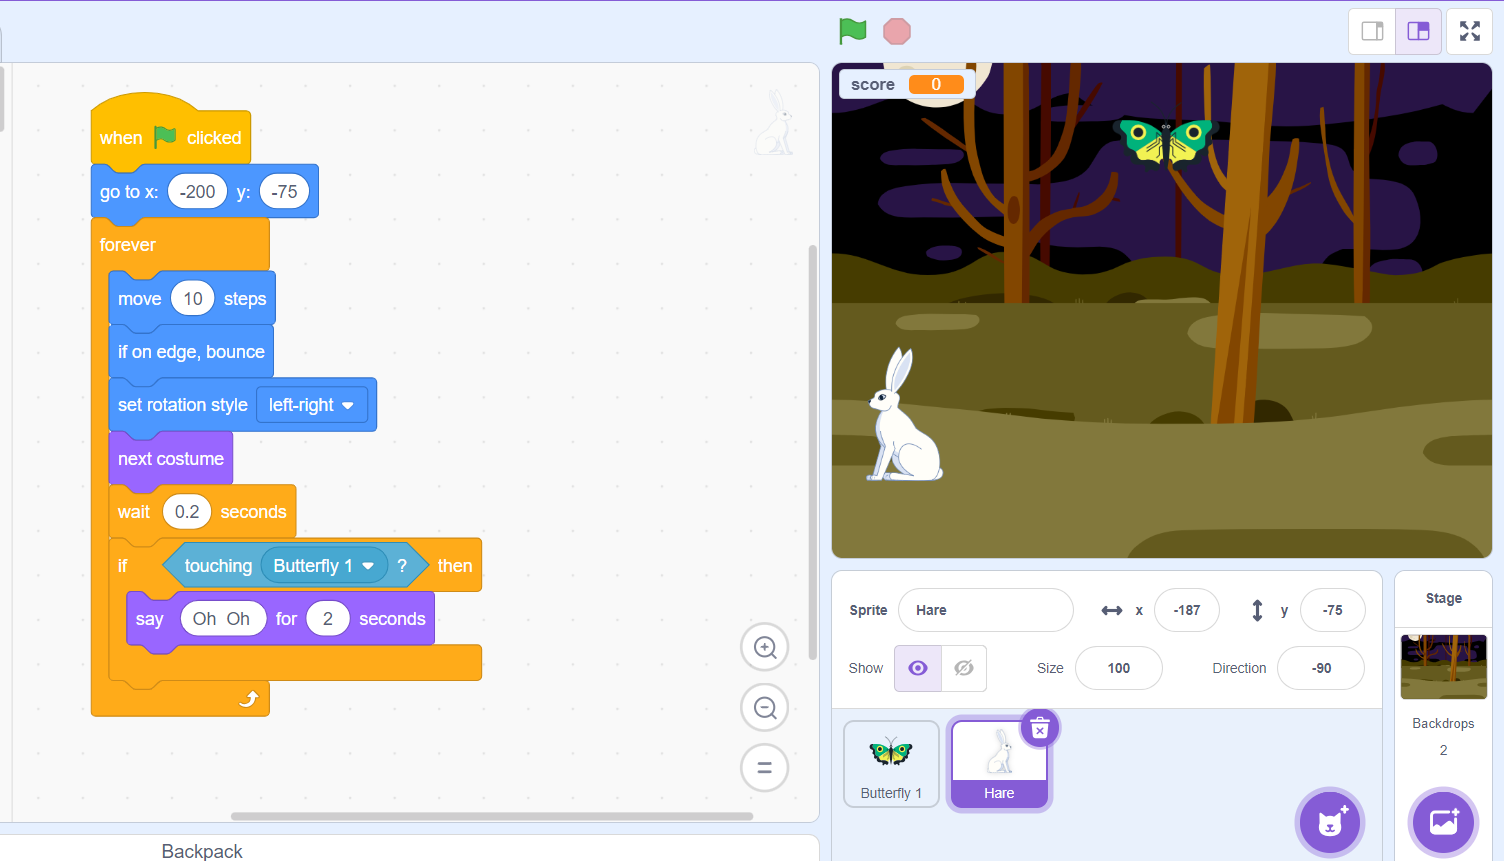 when clicked
go to x: -200 y: -75
forever
move 10 steps
if on edge, bounce
set rotation style left-right
next costume
wait 0.2 seconds
if touching Butterfly 1 ? then
say Oh Oh for 2 seconds
Backpack
score 0
Sprite Hare x -187 y -75
Show Size 100 Direction -90
Butterfly 1
Hare
Stage
Backdrops
2